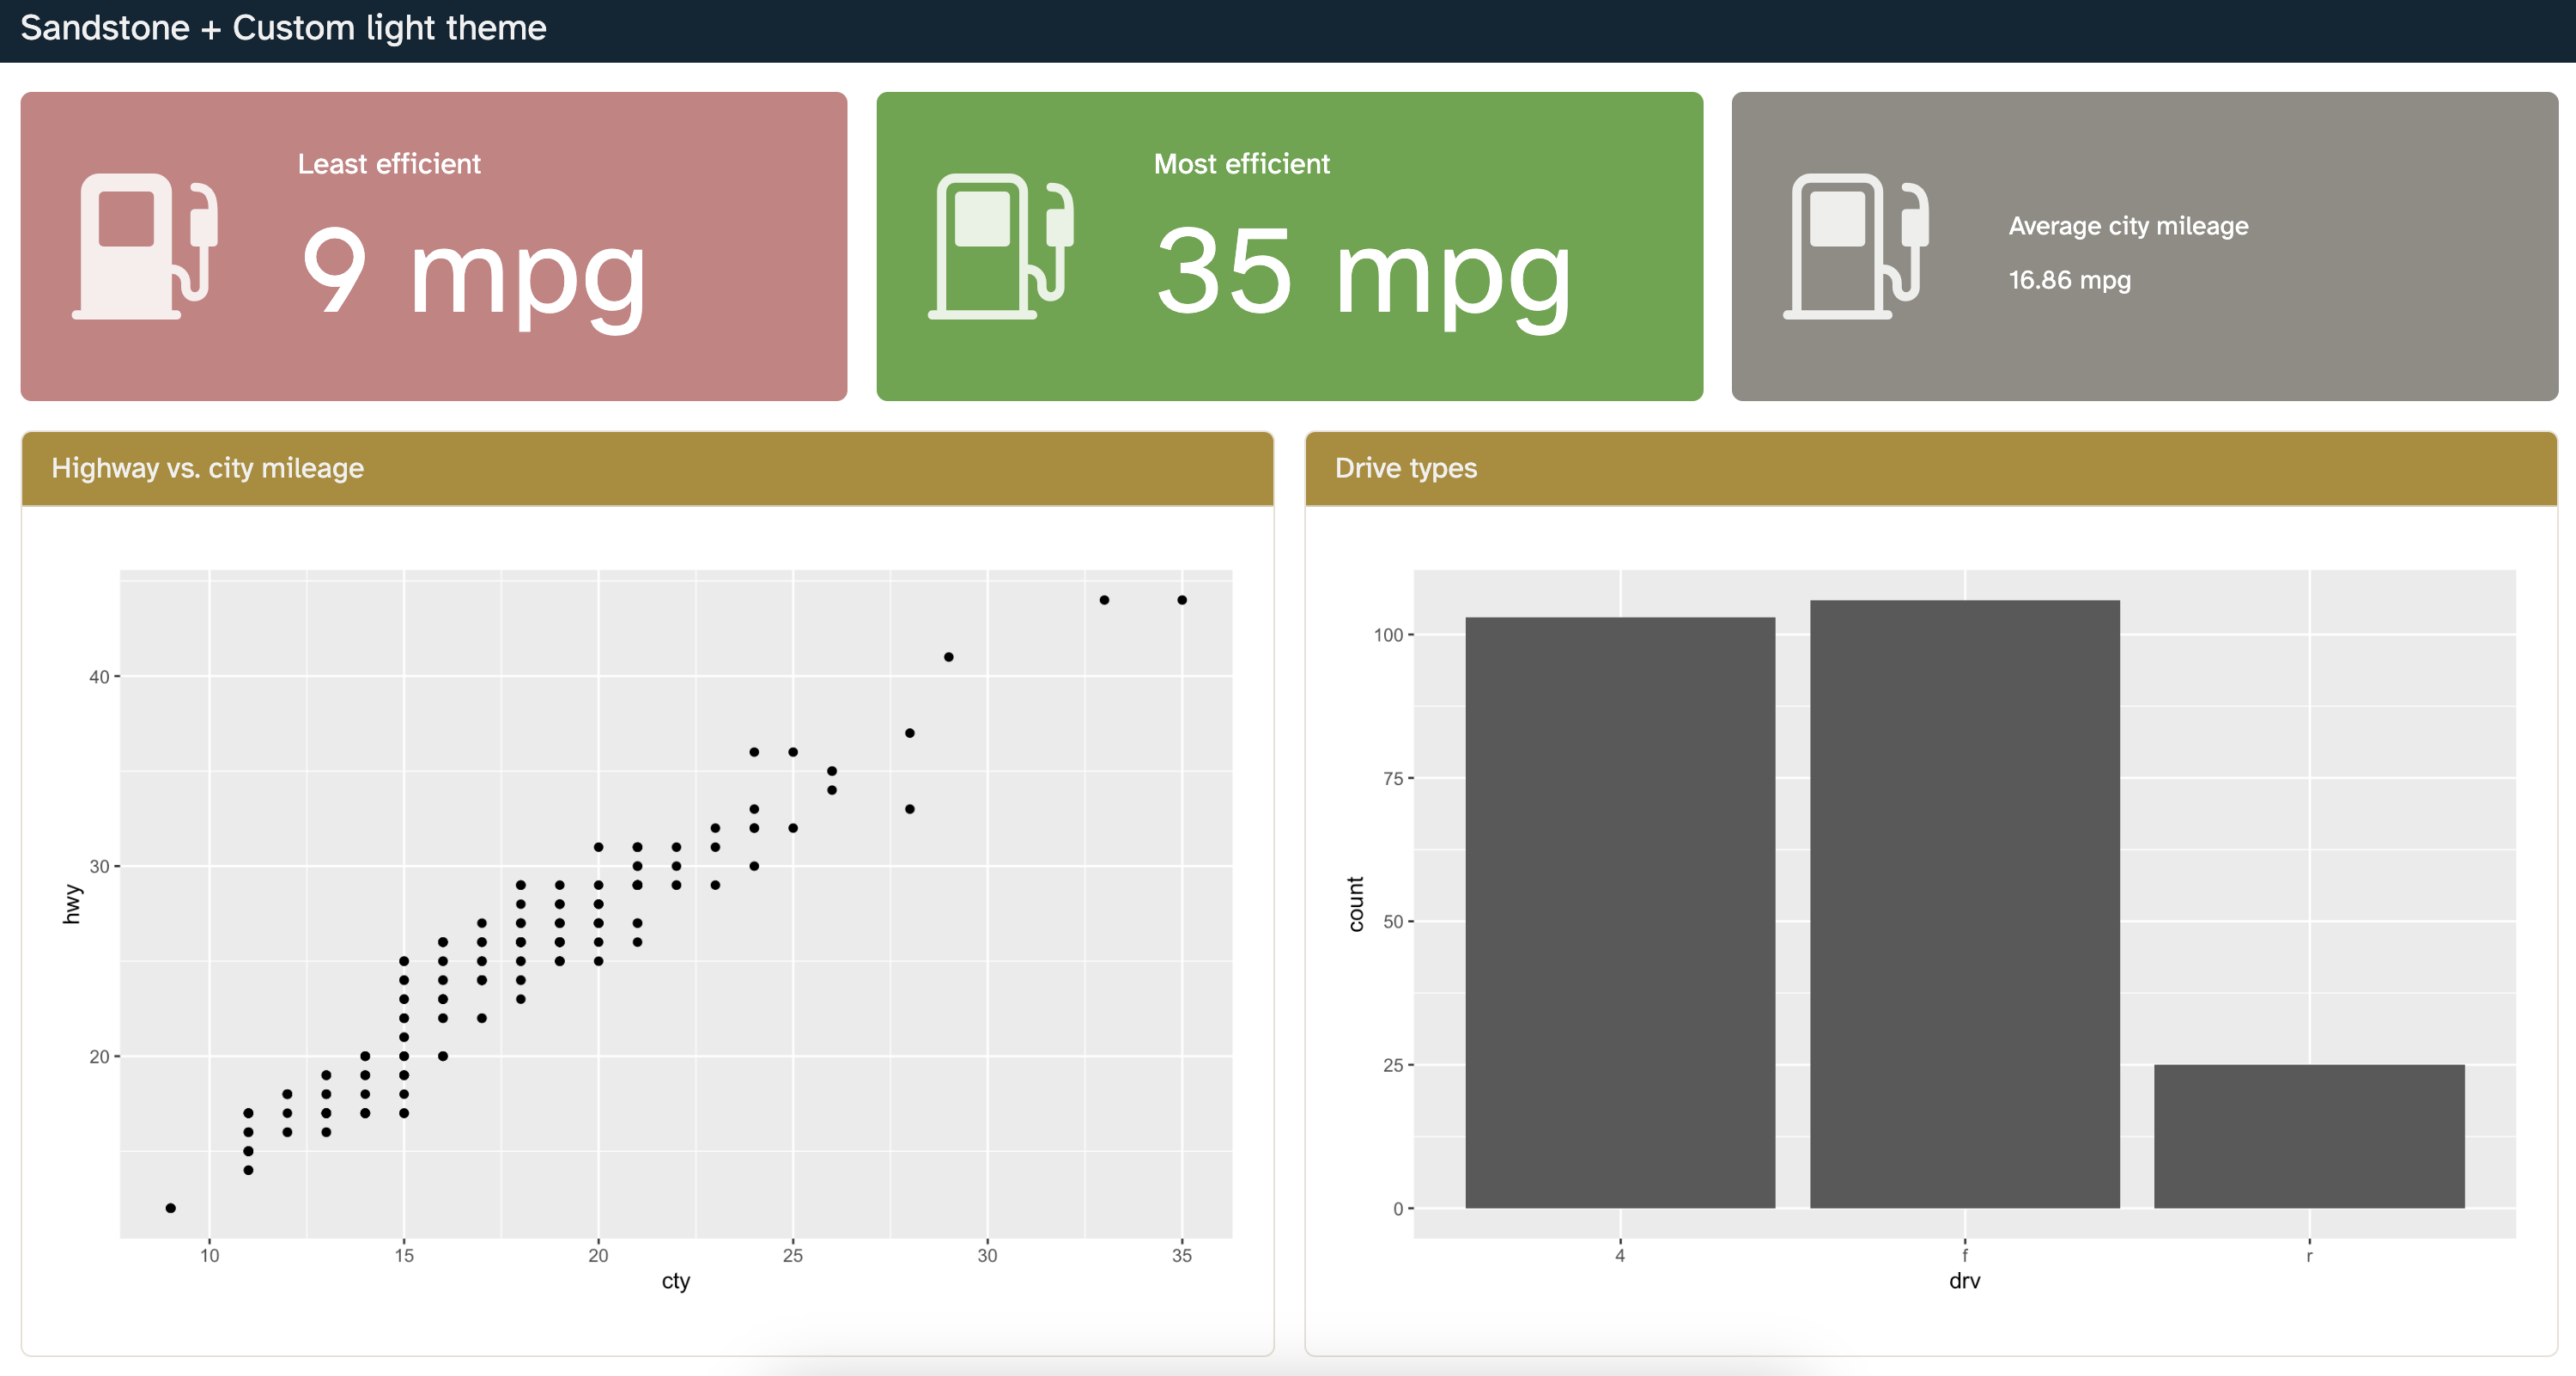 Sandstone + Custom light theme
Least efficient
9 mpg
Most efficient
35 mpg
Average city mileage
16.86 mpg
Highway vs. city mileage
40
30
20
hwy
10 15 20 25 30 35
cty
Drive types
100
75
50
25
0
count
4 f r
drv